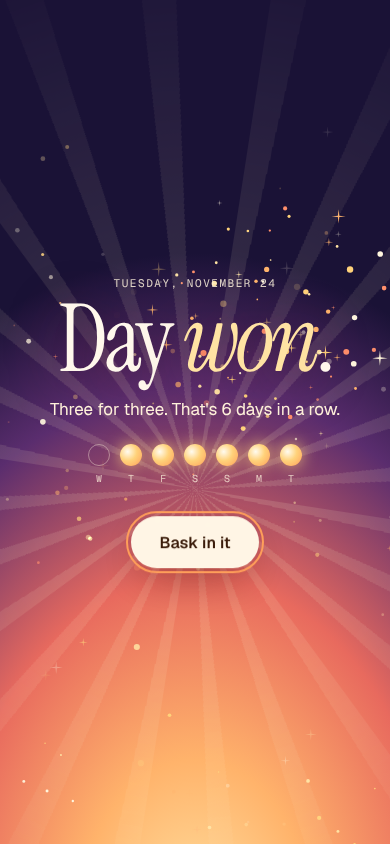 TUESDAY, NOVEMBER 24
Day won.
Three for three. That's 6 days in a row.
W T F S S M T
Bask in it